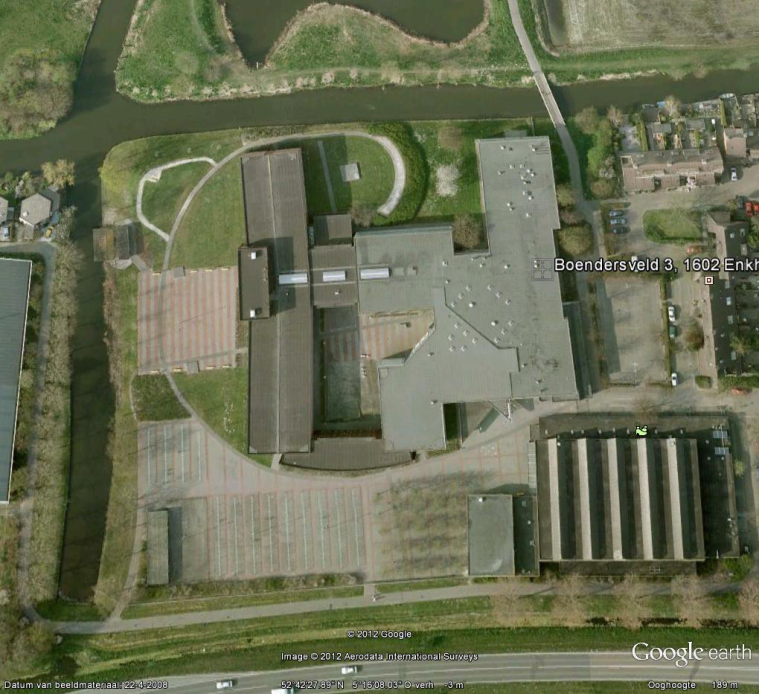 Boendersveld 3, 1602 Enkh
© 2012 Google
Image © 2012 Aerodata International Surveys
Google earth
Datum van beeldmateriaal: 22-4-2008 52°42'27.89" N 5°16'08.03" O verh -3 m Ooghoogte 189 m